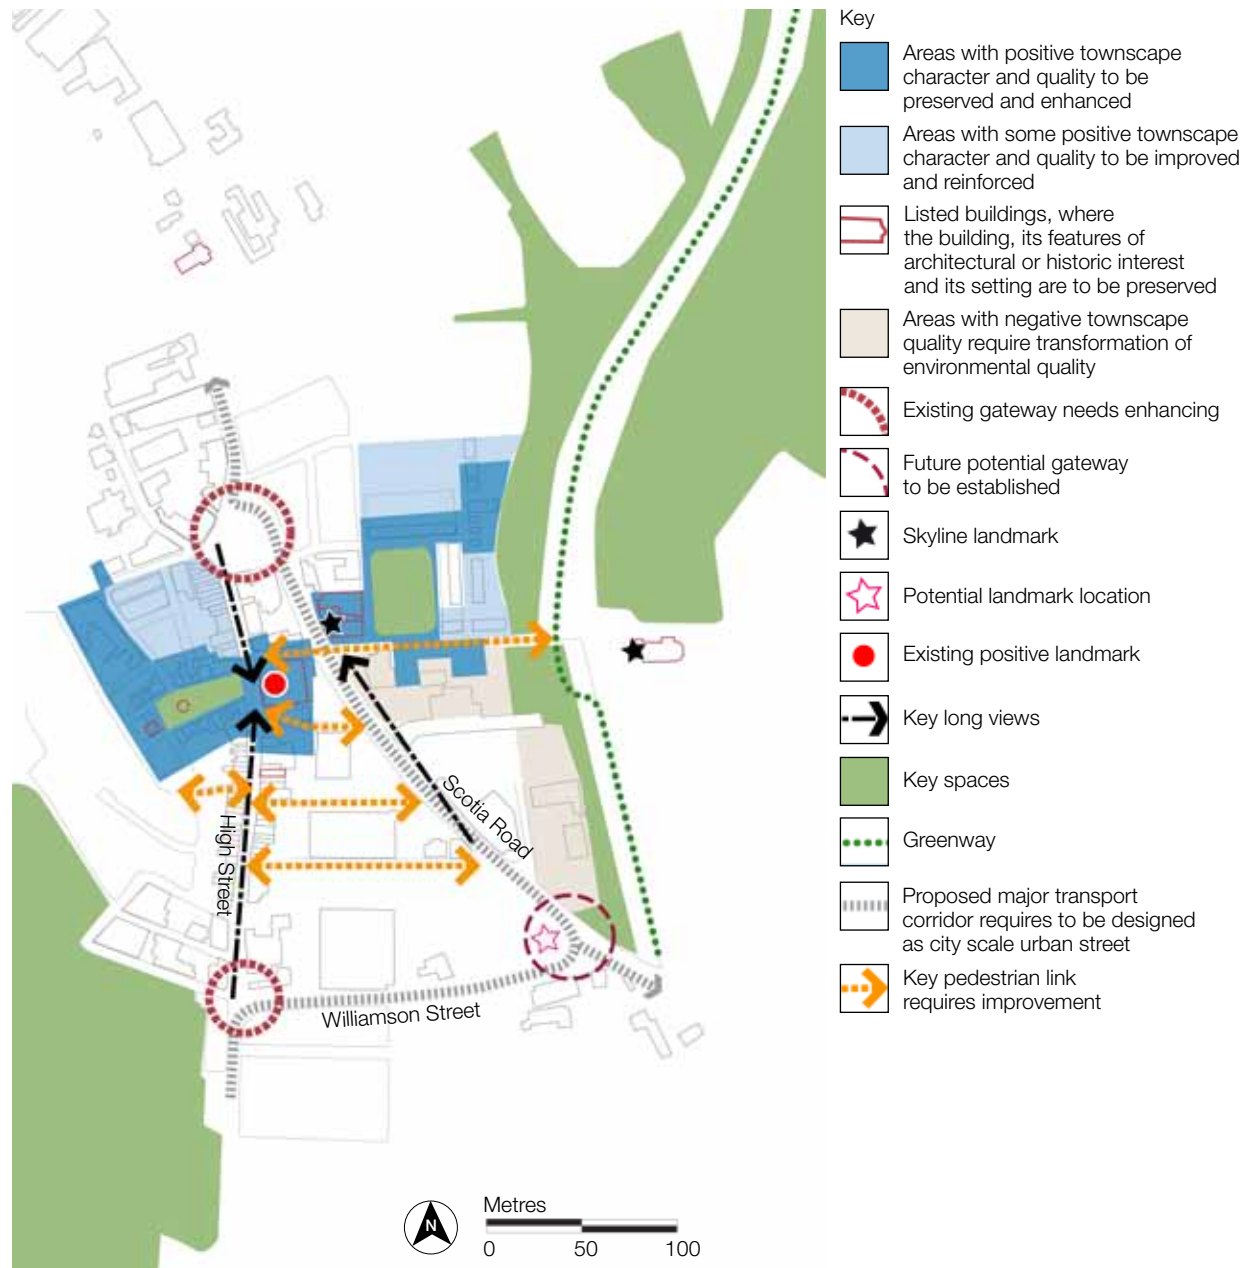 Key
Areas with positive townscape
character and quality to be
preserved and enhanced
Areas with some positive townscape
character and quality to be improved
and reinforced
Listed buildings, where
the building, its features of
architectural or historic interest
and its setting are to be preserved
Areas with negative townscape
quality require transformation of
environmental quality
Existing gateway needs enhancing
Future potential gateway
to be established
Skyline landmark
Potential landmark location
Existing positive landmark
Key long views
Key spaces
Greenway
Proposed major transport
corridor requires to be designed
as city scale urban street
Key pedestrian link
requires improvement
Scotia Road
High Street
Williamson Street
N
Metres
0 50 100